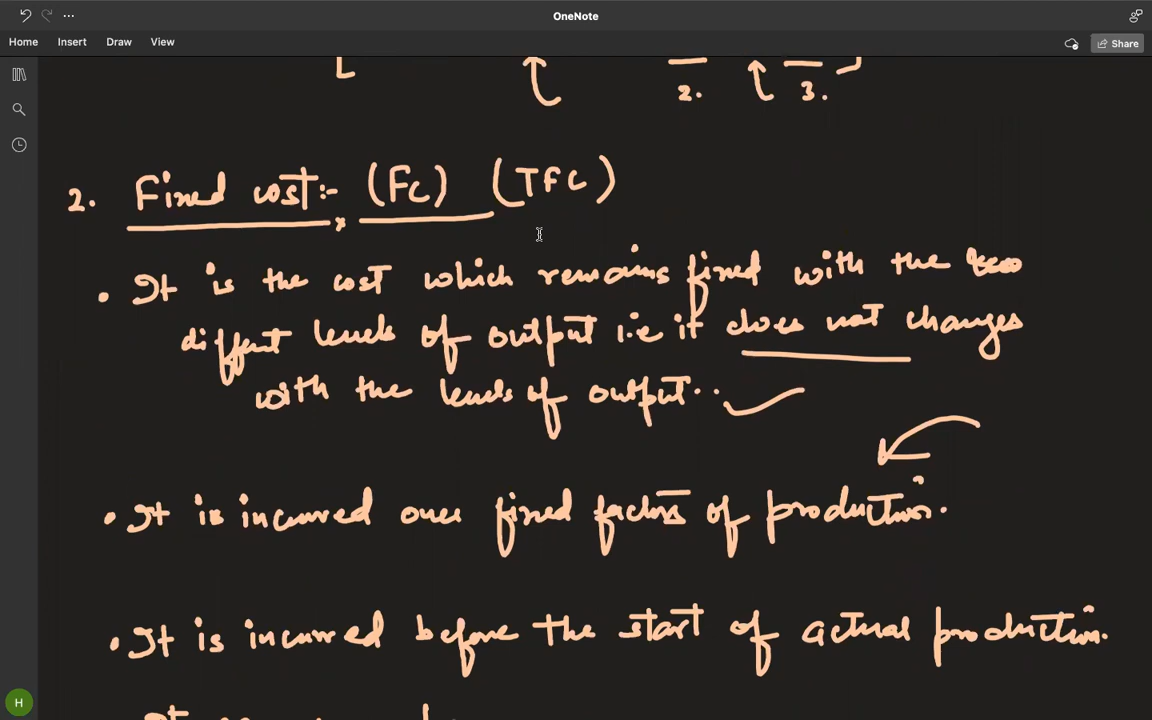 OneNote
Home Insert Draw View
Share
2. 3.
2. Fixed cost:- (FC) (TFC)
• It is the cost which remains fixed with the
different levels of output i.e it does not changes
with the levels of output..
• It is incurred over fixed factors of production.
• It is incurred before the start of actual production.
It
H